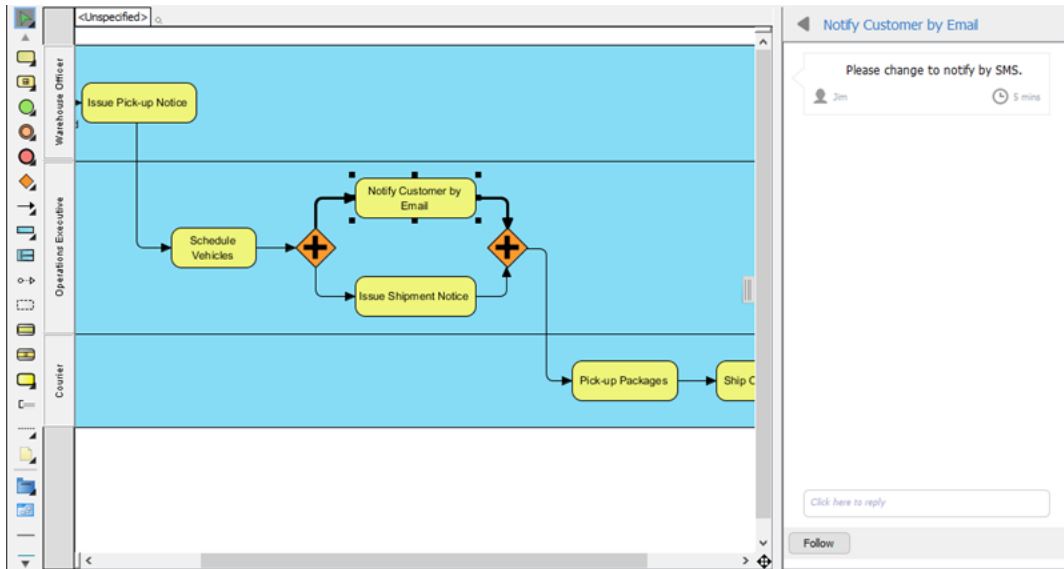 <Unspecified>
Warehouse Officer
Issue Pick-up Notice
d
Operations Executive
Notify Customer by
Email
Schedule
Vehicles
Issue Shipment Notice
Courier
Pick-up Packages
Ship C
Notify Customer by Email
Please change to notify by SMS.
Jim
5 mins
Click here to reply
Follow